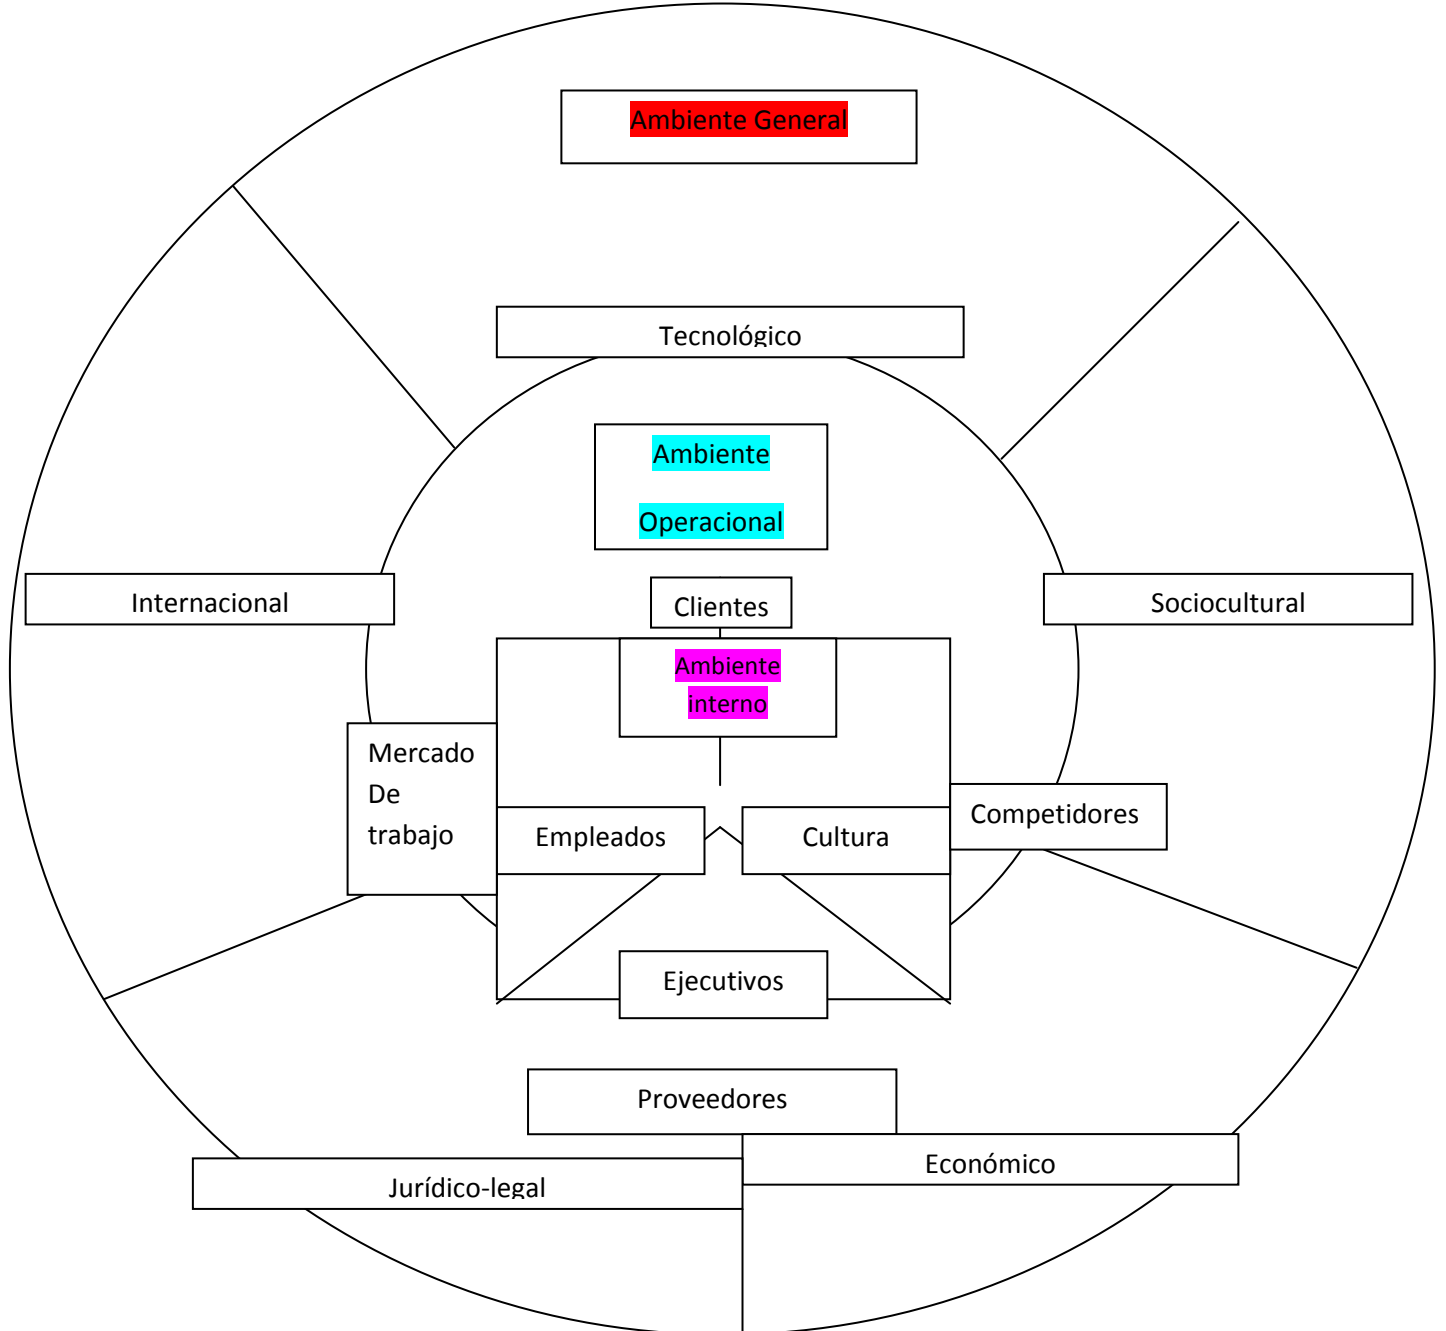 Ambiente General
Tecnológico
Ambiente
Operacional
Internacional
Clientes
Sociocultural
Ambiente
interno
Mercado
De
trabajo
Empleados
Cultura
Competidores
Ejecutivos
Proveedores
Económico
Jurídico-legal